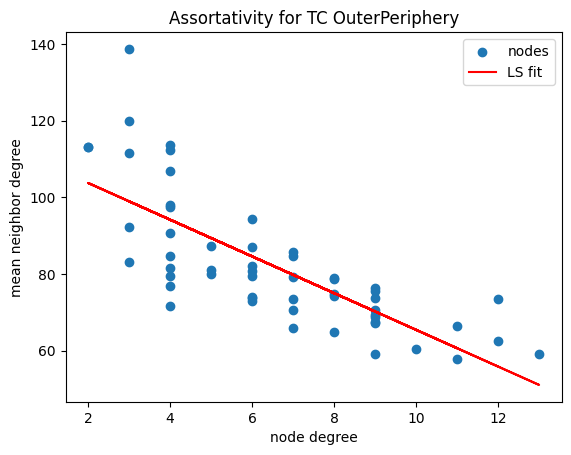 Assortativity for TC OuterPeriphery
nodes
LS fit
140
120
100
80
60
mean neighbor degree
2
4
6
8
10
12
node degree